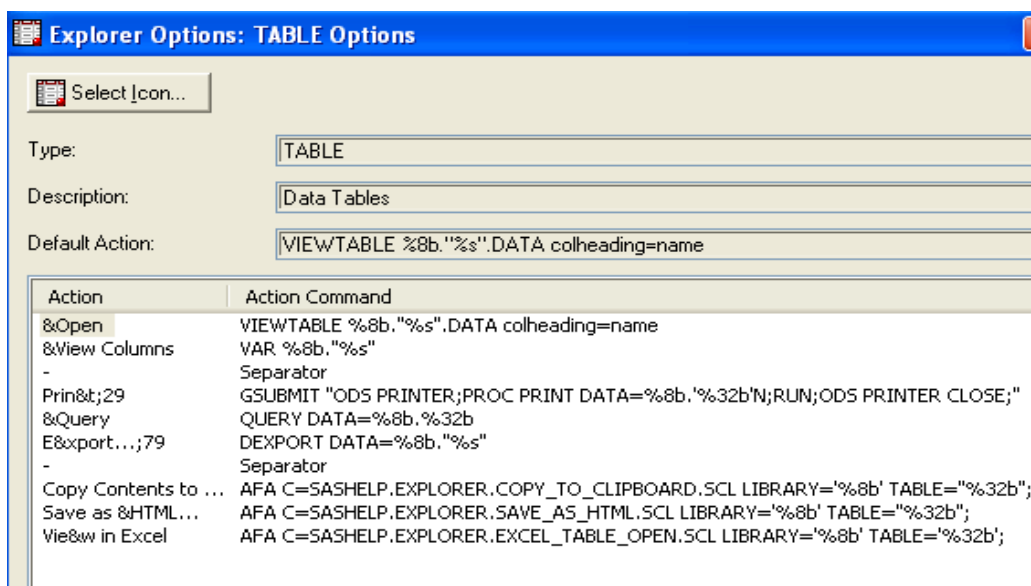 Explorer Options: TABLE Options
Select Icon...
Type: TABLE
Description: Data Tables
Default Action: VIEWTABLE %8b."%s".DATA colheading=name
Action Action Command
&Open VIEWTABLE %8b."%s".DATA colheading=name
&View Columns VAR %8b."%s"
- Separator
Prin&t;29 GSUBMIT "ODS PRINTER;PROC PRINT DATA=%8b.'%32b'N;RUN;ODS PRINTER CLOSE;"
&Query QUERY DATA=%8b.%32b
E&xport...;79 DEXPORT DATA=%8b."%s"
- Separator
Copy Contents to ... AFA C=SASHELP.EXPLORER.COPY_TO_CLIPBOARD.SCL LIBRARY='%8b' TABLE="%32b";
Save as &HTML... AFA C=SASHELP.EXPLORER.SAVE_AS_HTML.SCL LIBRARY='%8b' TABLE="%32b";
Vie&w in Excel AFA C=SASHELP.EXPLORER.EXCEL_TABLE_OPEN.SCL LIBRARY='%8b' TABLE='%32b';